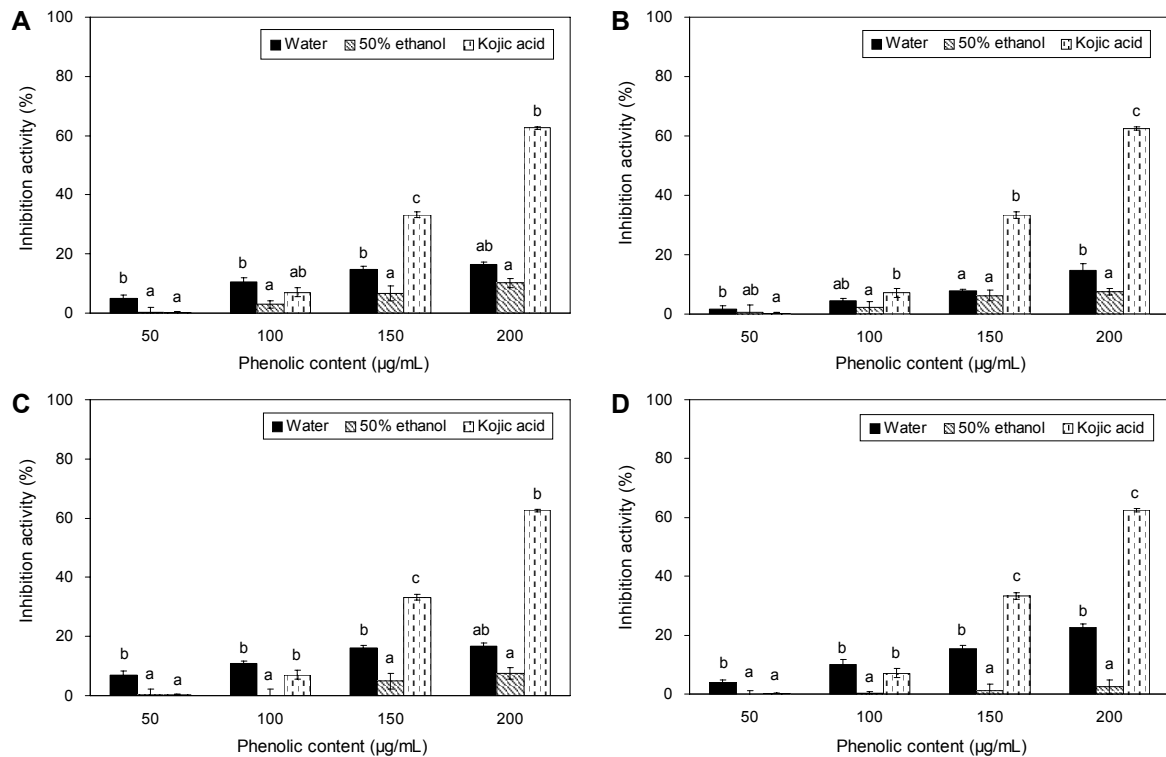 A
100
80
60
40
20
0
Inhibition activity (%)
Water 50% ethanol Kojic acid
b a a
b a ab
b a c
ab a b
50 100 150 200
Phenolic content (µg/mL)
B
100
80
60
40
20
0
Inhibition activity (%)
Water 50% ethanol Kojic acid
b a a
ab a b
a a b
b a c
50 100 150 200
Phenolic content (µg/mL)
C
100
80
60
40
20
0
Inhibition activity (%)
Water 50% ethanol Kojic acid
b a a
b a b
b a c
ab a b
50 100 150 200
Phenolic content (µg/mL)
D
100
80
60
40
20
0
Inhibition activity (%)
Water 50% ethanol Kojic acid
b a a
b a b
b a c
b a c
50 100 150 200
Phenolic content (µg/mL)